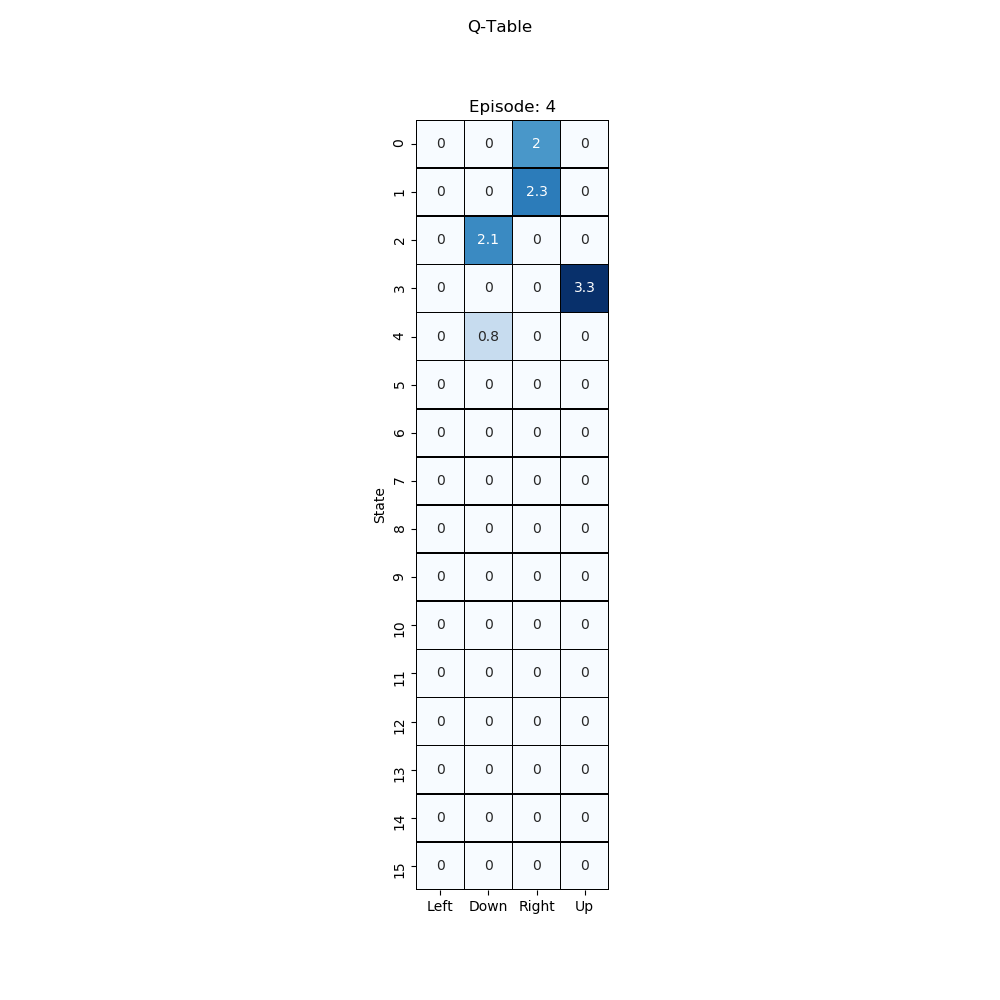 Q-Table
Episode: 4
0 0 0 2 0
1 0 0 2.3 0
2 0 2.1 0 0
3 0 0 0 3.3
4 0 0.8 0 0
5 0 0 0 0
6 0 0 0 0
7 0 0 0 0
State
8 0 0 0 0
9 0 0 0 0
10 0 0 0 0
11 0 0 0 0
12 0 0 0 0
13 0 0 0 0
14 0 0 0 0
15 0 0 0 0
Left Down Right Up